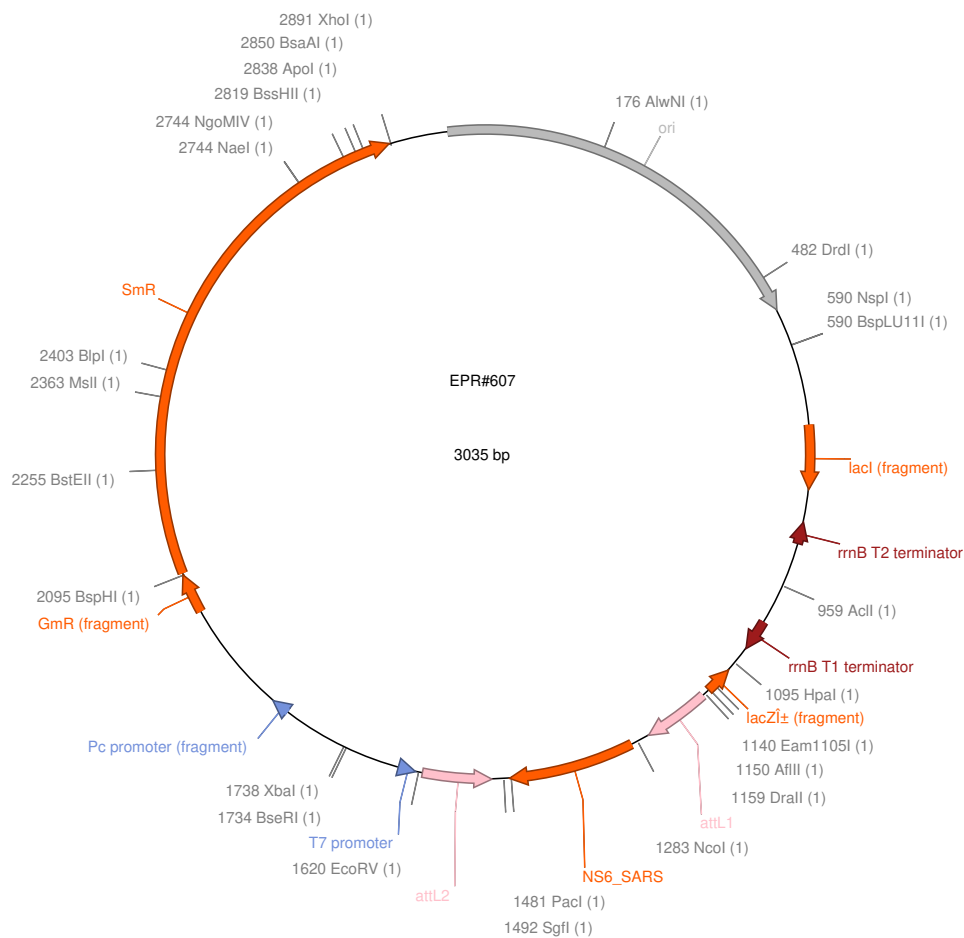 2891 XhoI (1)
2850 BsaAI (1)
2838 ApoI (1)
2819 BssHII (1)
2744 NgoMIV (1)
2744 NaeI (1)
176 AlwNI (1)
ori
482 DrdI (1)
590 NspI (1)
590 BspLU11I (1)
SmR
2403 BlpI (1)
2363 MslI (1)
2255 BstEII (1)
EPR#607
3035 bp
lacI (fragment)
rrnB T2 terminator
959 AclI (1)
rrnB T1 terminator
1095 HpaI (1)
lacZÎ± (fragment)
1140 Eam1105I (1)
1150 AflII (1)
1159 DraII (1)
attL1
1283 NcoI (1)
NS6_SARS
1481 PacI (1)
1492 SgfI (1)
attL2
1620 EcoRV (1)
T7 promoter
1734 BseRI (1)
1738 XbaI (1)
Pc promoter (fragment)
GmR (fragment)
2095 BspHI (1)